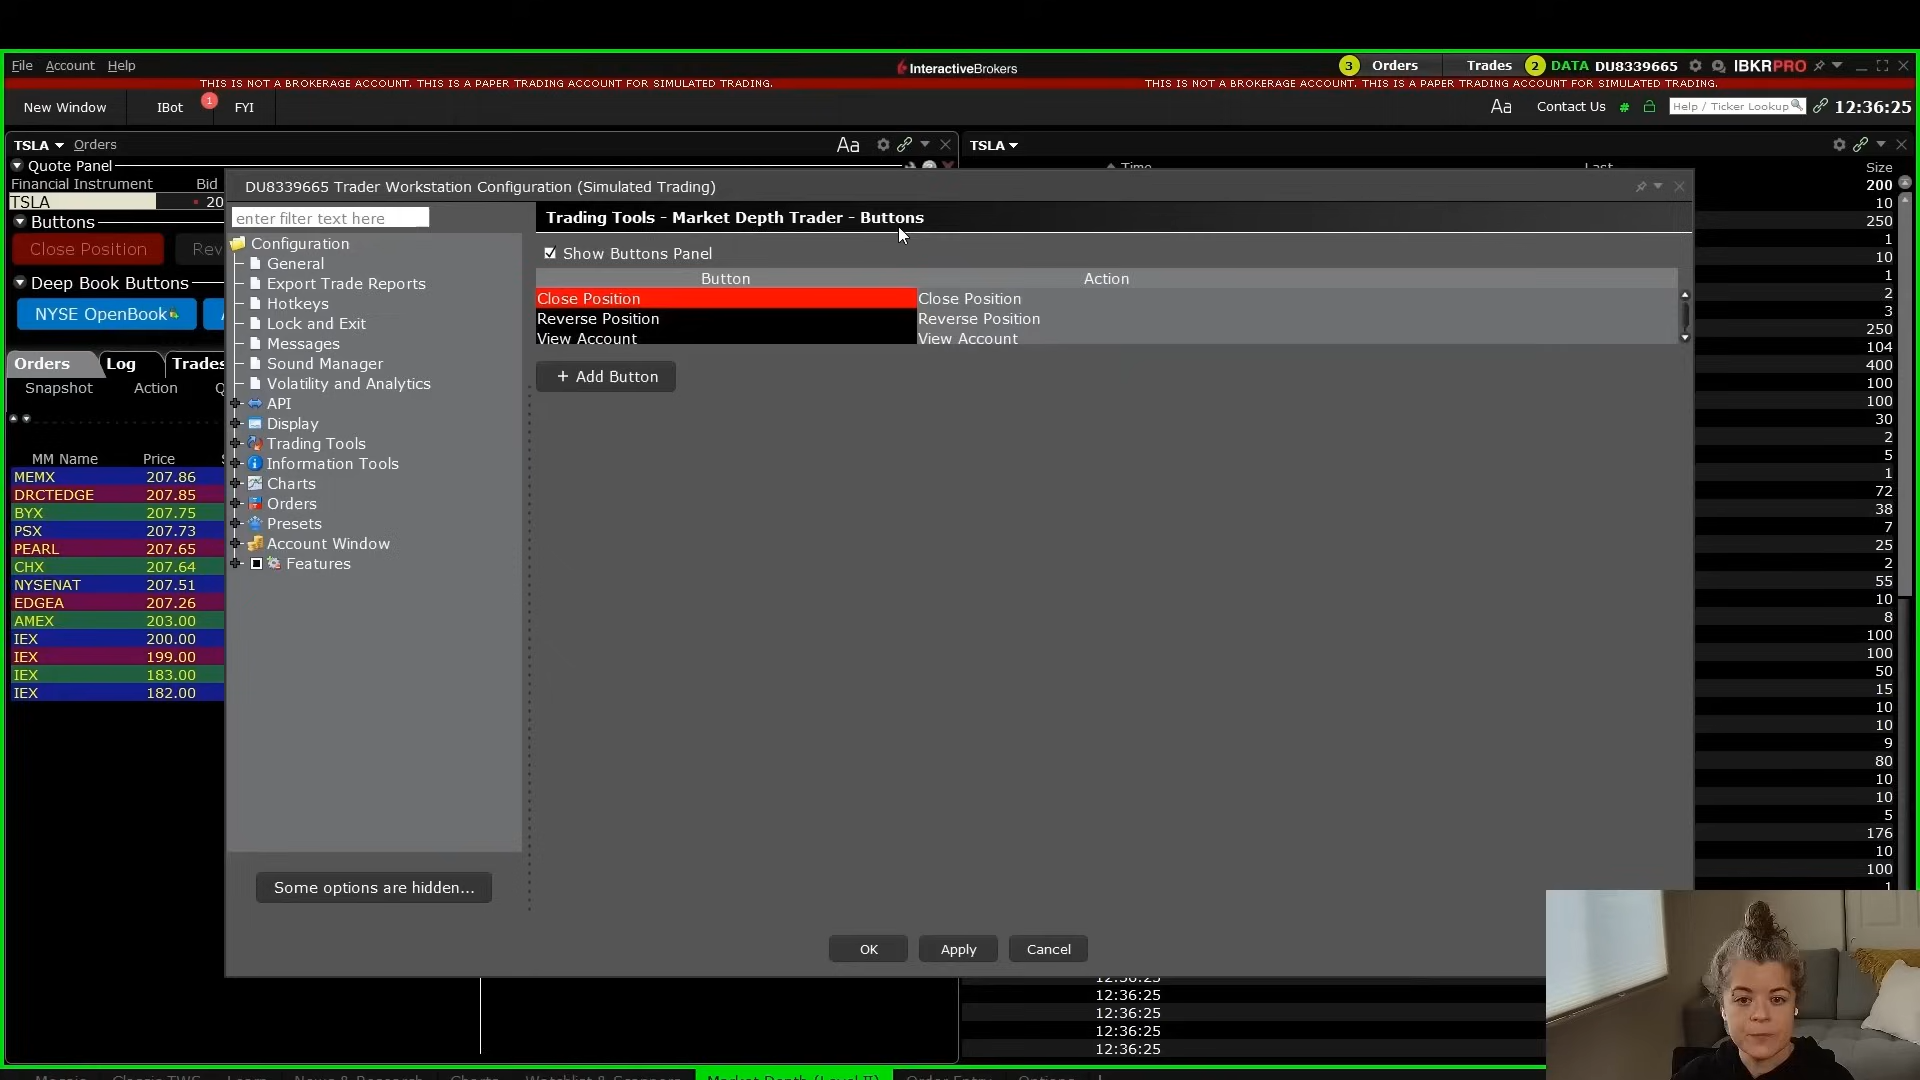 File Account Help
InteractiveBrokers
3 Orders Trades 2 DATA DU8339665 IBKRPRO
THIS IS NOT A BROKERAGE ACCOUNT. THIS IS A PAPER TRADING ACCOUNT FOR SIMULATED TRADING.
THIS IS NOT A BROKERAGE ACCOUNT. THIS IS A PAPER TRADING ACCOUNT FOR SIMULATED TRADING.
New Window IBot 1 FYI
Aa Contact Us # Help / Ticker Lookup 12:36:25
TSLA Orders Aa
Quote Panel
Financial Instrument Bid
TSLA 20
Buttons
Close Position Rev
Deep Book Buttons
NYSE OpenBook
Orders Log Trades
Snapshot Action
MM Name Price
MEMX 207.86
DRCTEDGE 207.85
BYX 207.75
PSX 207.73
PEARL 207.65
CHX 207.64
NYSENAT 207.51
EDGEA 207.26
AMEX 203.00
IEX 200.00
IEX 199.00
IEX 183.00
IEX 182.00
DU8339665 Trader Workstation Configuration (Simulated Trading)
enter filter text here
Configuration
General
Export Trade Reports
Hotkeys
Lock and Exit
Messages
Sound Manager
Volatility and Analytics
API
Display
Trading Tools
Information Tools
Charts
Orders
Presets
Account Window
Features
Some options are hidden...
Trading Tools - Market Depth Trader - Buttons
Show Buttons Panel
Button Action
Close Position Close Position
Reverse Position Reverse Position
View Account View Account
+ Add Button
OK Apply Cancel
TSLA
Time Last Size
200
10
250
1
10
1
2
3
250
104
400
100
100
30
2
5
1
72
38
7
25
2
55
10
8
100
100
50
15
10
10
9
80
10
10
5
176
10
100
1
12:36:25
12:36:25
12:36:25
12:36:25
12:36:25
Market Depth (Level II)